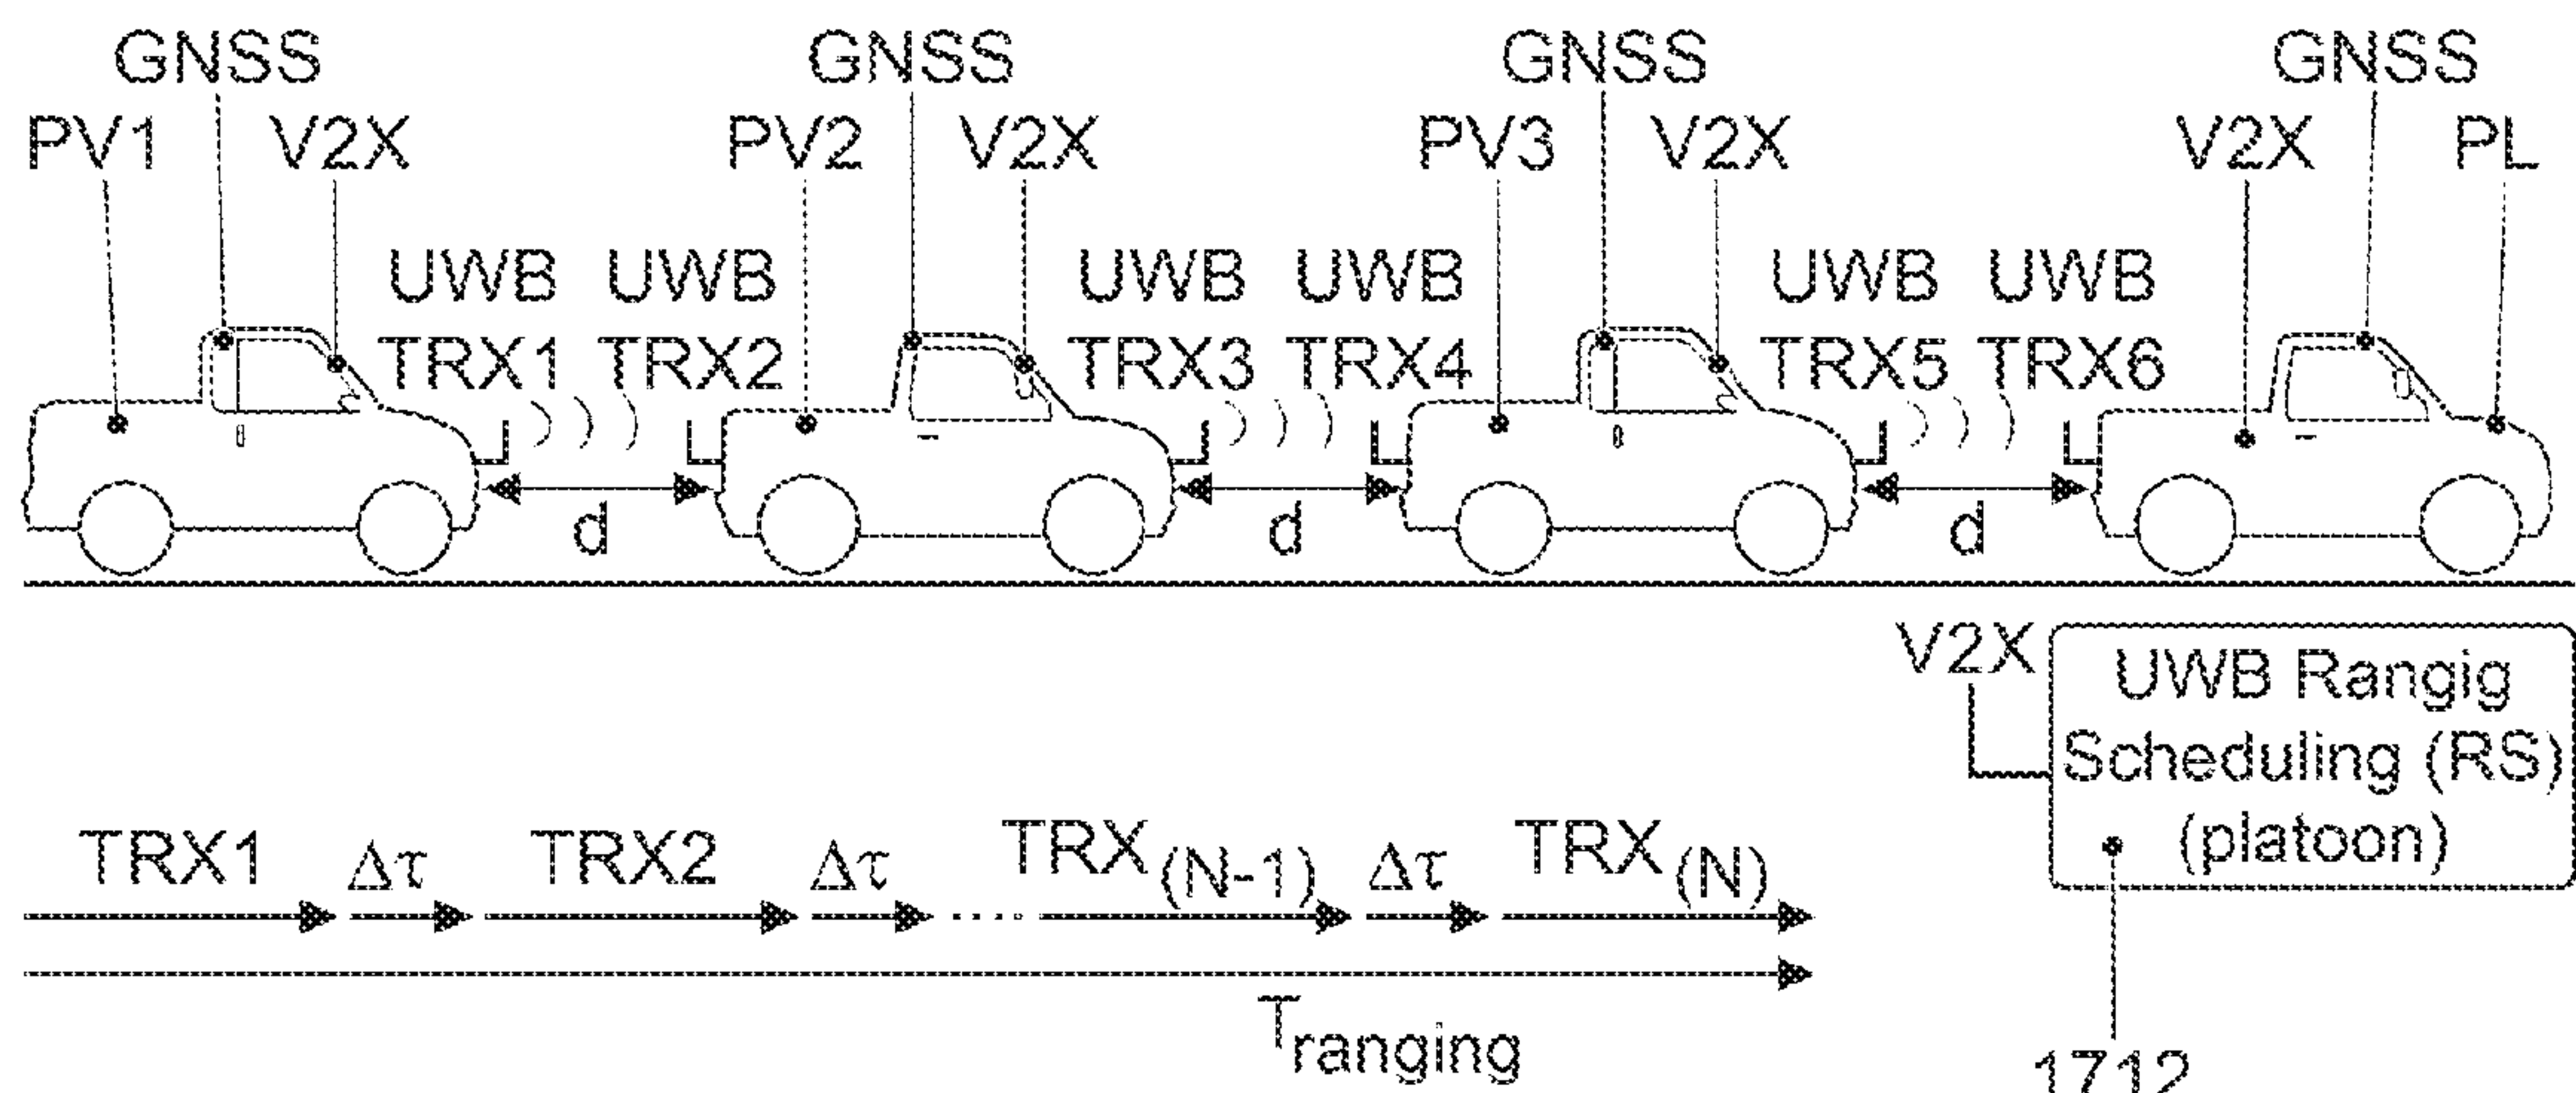 GNSS GNSS GNSS GNSS
PV1 V2X PV2 V2X PV3 V2X V2X PL
UWB UWB UWB UWB UWB UWB
TRX1 TRX2 TRX3 TRX4 TRX5 TRX6
d d d
V2X UWB Rangig
Scheduling (RS)
(platoon)
TRX1 Δτ TRX2 Δτ TRX(N-1) Δτ TRX(N)
Tranging
1712